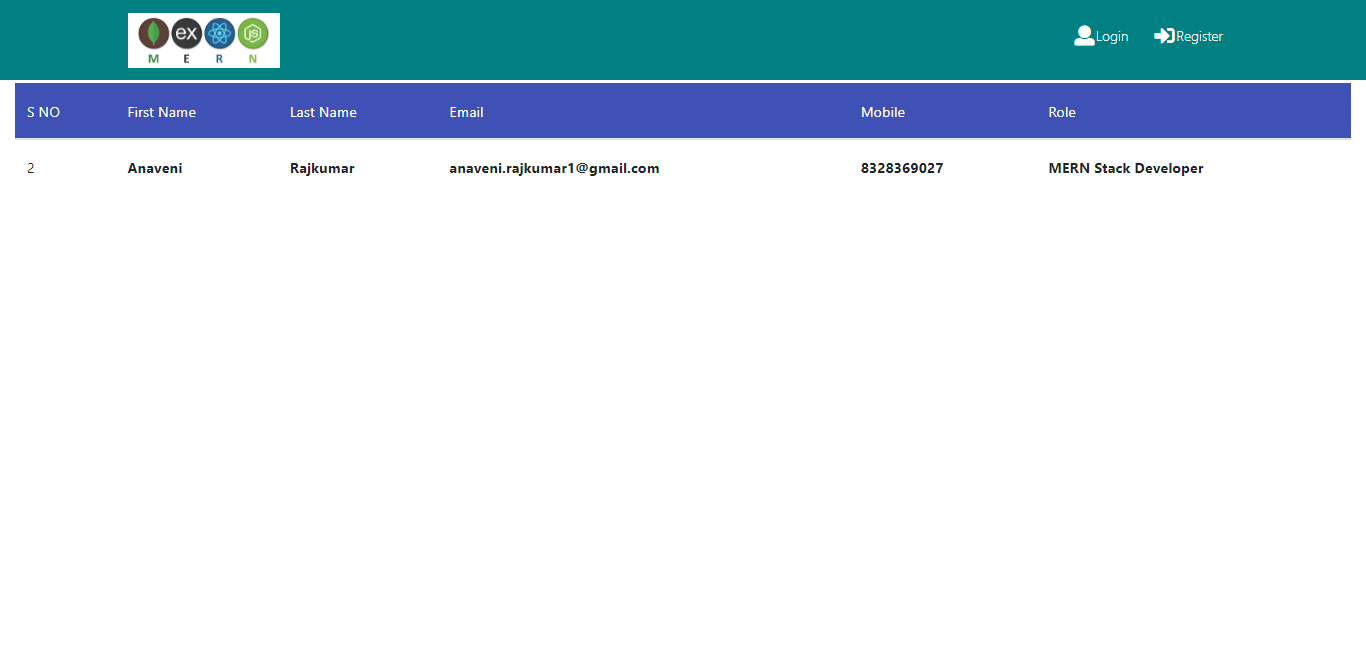 ex JS
M E R N
Login Register
S NO First Name Last Name Email Mobile Role
2 Anaveni Rajkumar anaveni.rajkumar1@gmail.com 8328369027 MERN Stack Developer